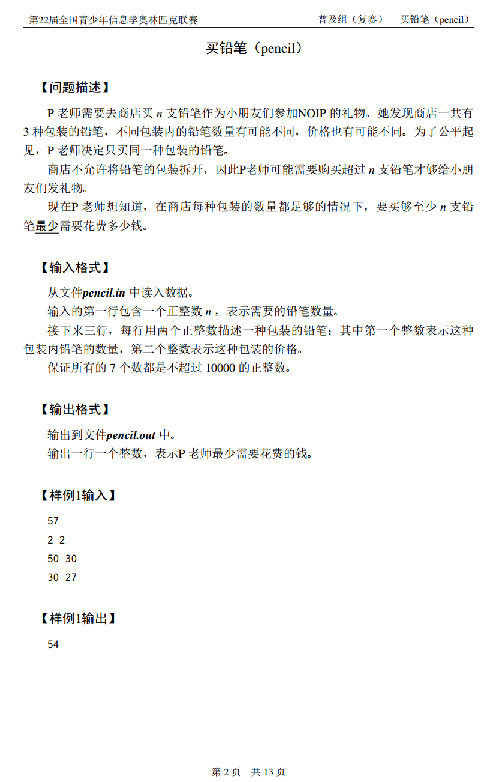 第22届全国青少年信息学奥林匹克联赛 普及组（复赛） 买铅笔（pencil）
买铅笔（pencil）
【问题描述】
P 老师需要去商店买 n 支铅笔作为小朋友们参加NOIP 的礼物。她发现商店一共有
3 种包装的铅笔，不同包装内的铅笔数量有可能不同，价格也有可能不同。为了公平起
见，P 老师决定只买同一种包装的铅笔。
商店不允许将铅笔的包装拆开，因此P老师可能需要购买超过 n 支铅笔才够给小朋
友们发礼物。
现在P 老师想知道，在商店每种包装的数量都足够的情况下，要买够至少 n 支铅
笔最少需要花费多少钱。
【输入格式】
从文件pencil.in 中读入数据。
输入的第一行包含一个正整数 n ，表示需要的铅笔数量。
接下来三行，每行用两个正整数描述一种包装的铅笔：其中第一个整数表示这种
包装内铅笔的数量，第二个整数表示这种包装的价格。
保证所有的 7 个数都是不超过 10000 的正整数。
【输出格式】
输出到文件pencil.out 中。
输出一行一个整数，表示P 老师最少需要花费的钱。
【样例1输入】
57
2 2
50 30
30 27
【样例1输出】
54
第 2 页 共 13 页